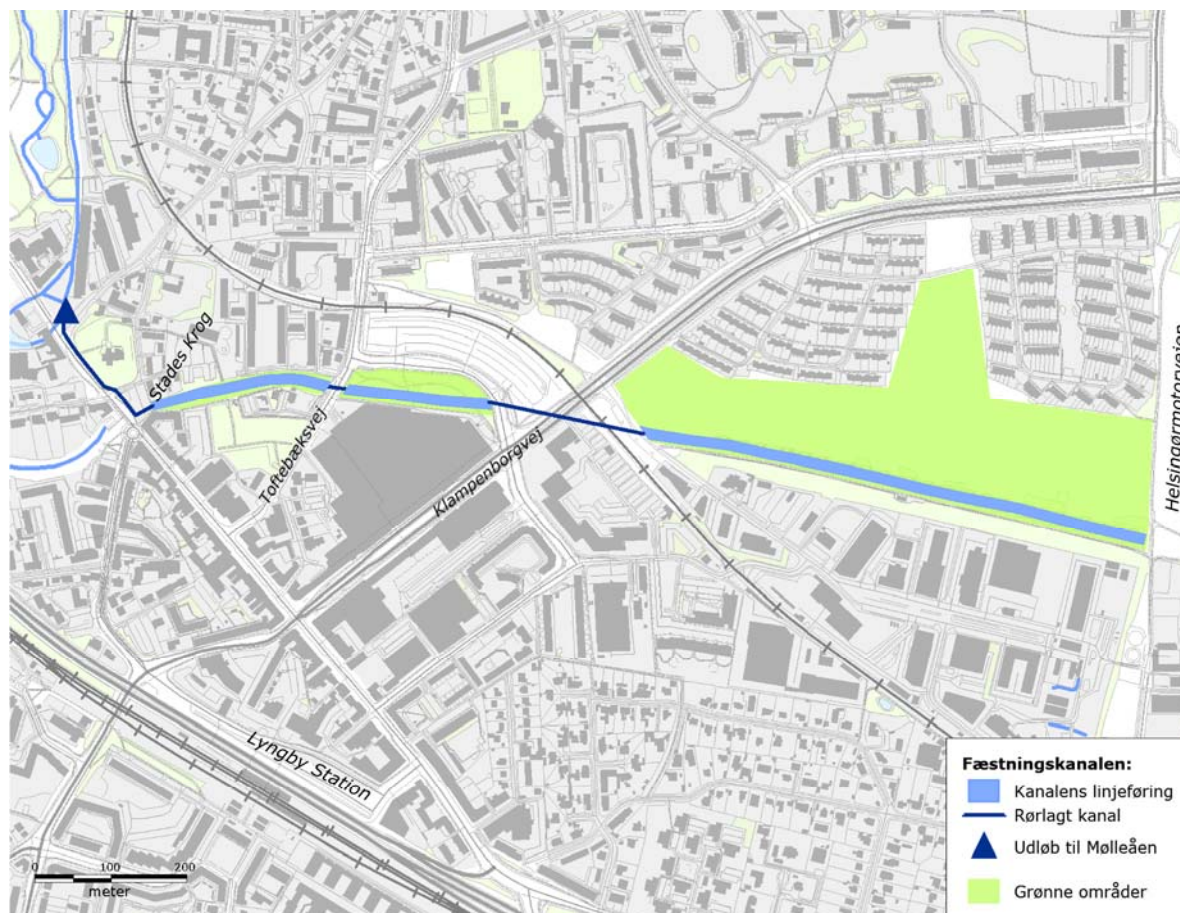 Stades Krog
Toftebæksvej
Klampenborgvej
Helsingørmotorvejen
Lyngby Station
0 100 200
meter
Fæstningskanalen:
Kanalens linjeføring
Rørlagt kanal
Udløb til Mølleåen
Grønne områder